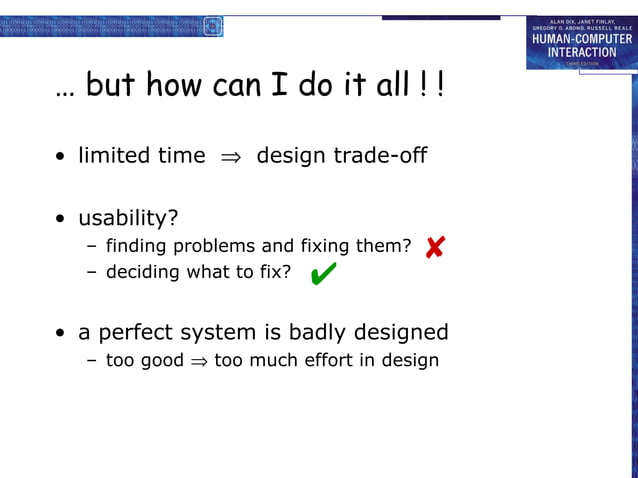 ALAN DIX, JANET FINLAY,
GREGORY D. ABOWD, RUSSELL BEALE
HUMAN-COMPUTER
INTERACTION
THIRD EDITION
… but how can I do it all ! !
• limited time ⇒ design trade-off
• usability?
– finding problems and fixing them? ✘
– deciding what to fix? ✔
• a perfect system is badly designed
– too good ⇒ too much effort in design